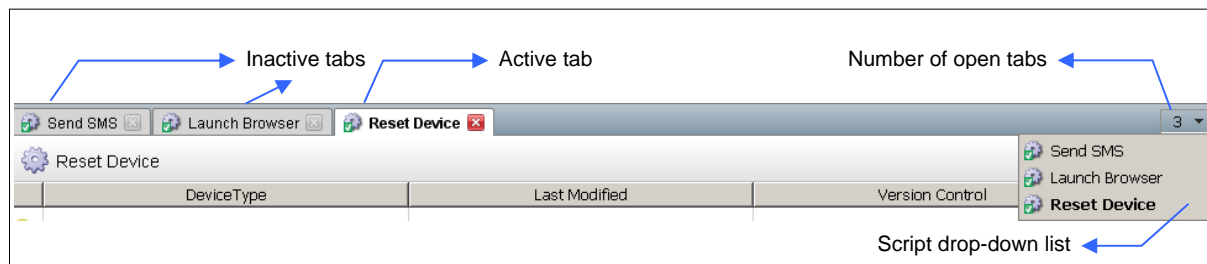 Inactive tabs Active tab Number of open tabs
Send SMS Launch Browser Reset Device 3
Reset Device
Send SMS
Launch Browser
Reset Device
DeviceType Last Modified Version Control
Script drop-down list